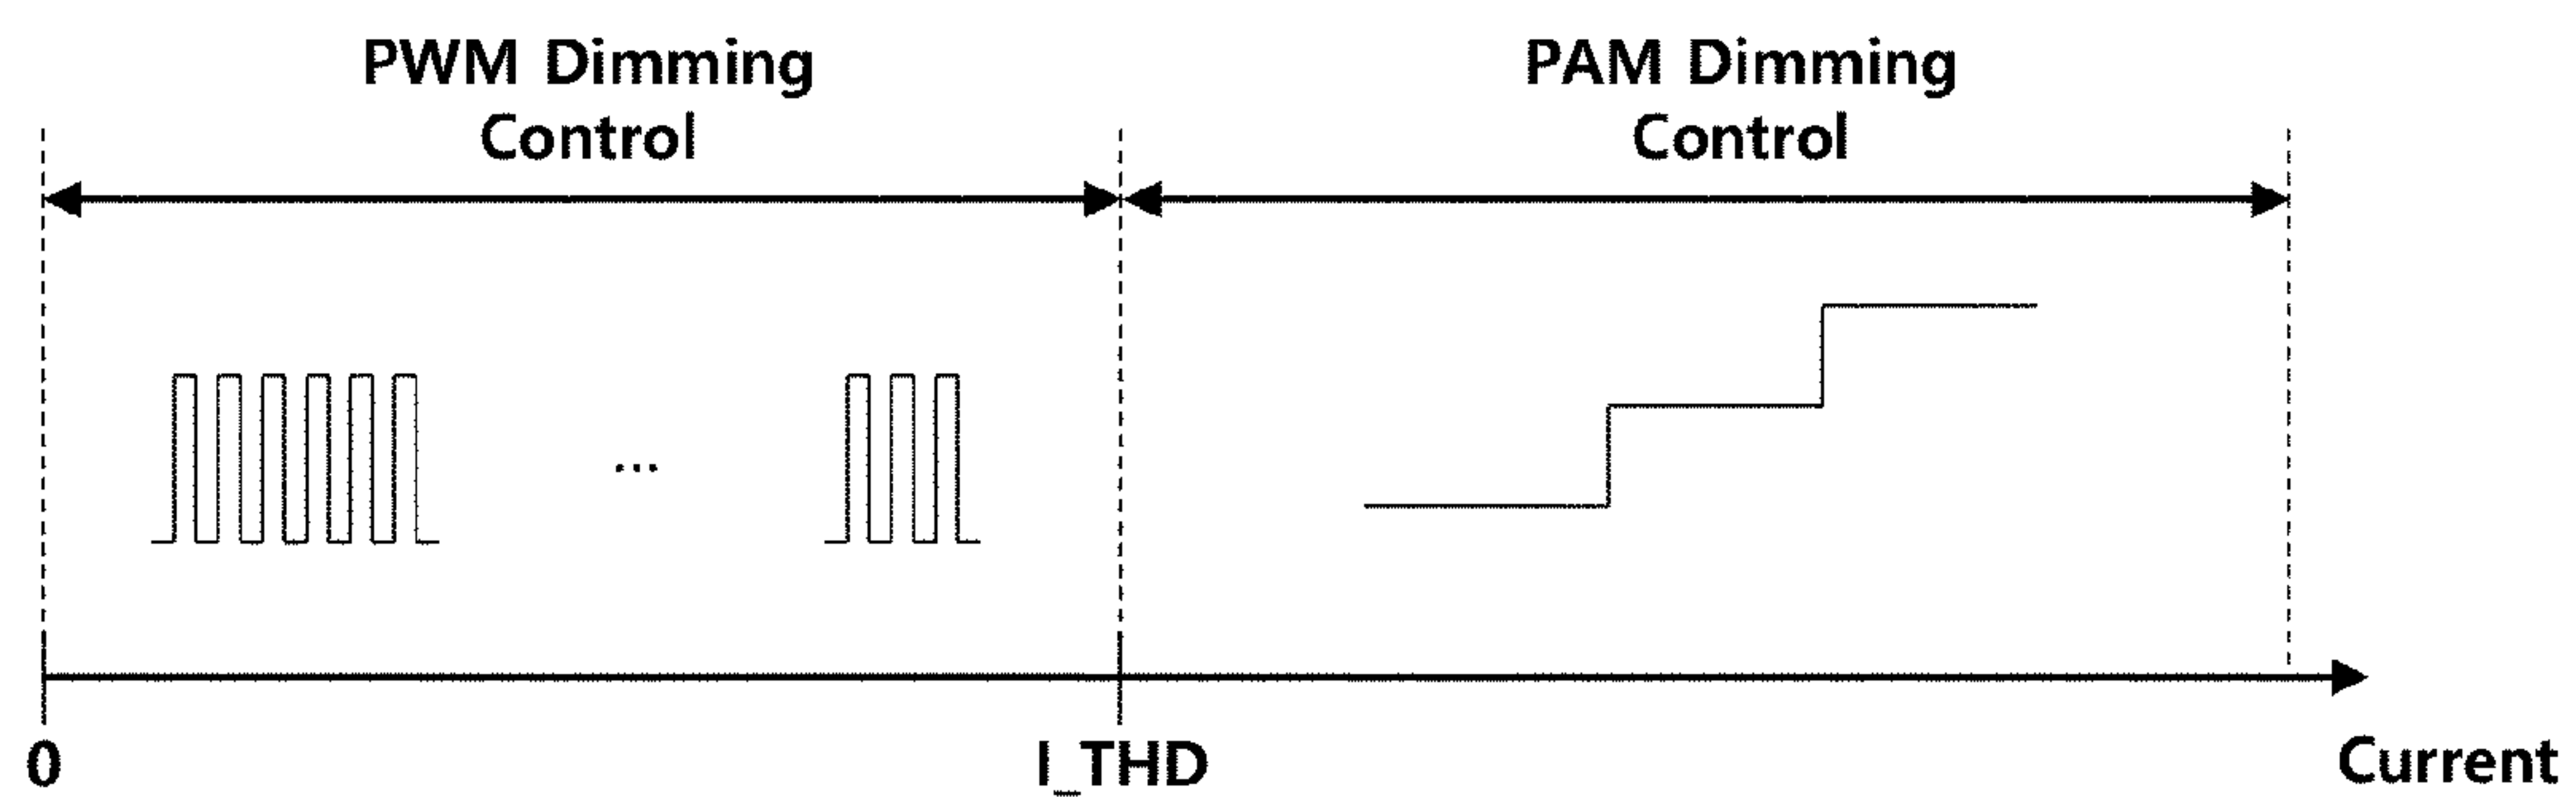 PWM Dimming
Control
PAM Dimming
Control
...
0
I_THD
Current